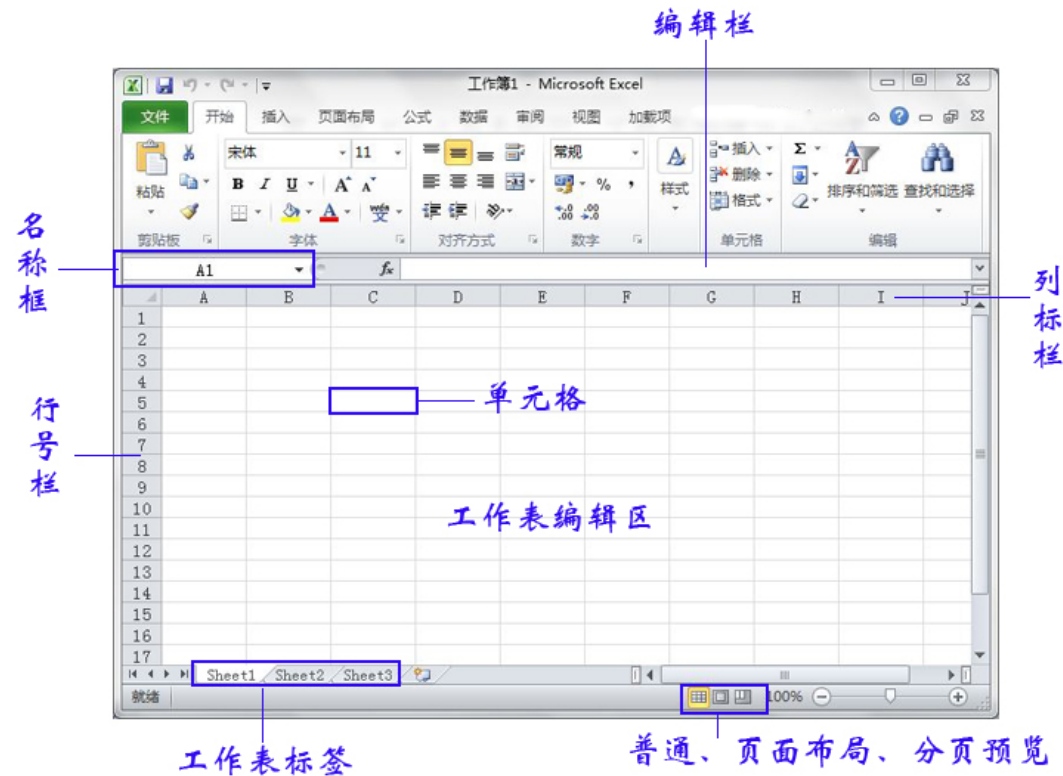 编辑栏
工作簿1 - Microsoft Excel
文件 开始 插入 页面布局 公式 数据 审阅 视图 加载项
宋体 11 常规 插入 Σ
粘贴 B I U A A % , 样式 删除 排序和筛选 查找和选择
A wén 变 .00 .00 格式
剪贴板 字体 对齐方式 数字 单元格 编辑
名称框
A1 fx
列标栏
A B C D E F G H I J
1
2
3
4
5
单元格
6
行号栏
7
8
9
10
工作表编辑区
11
12
13
14
15
16
17
Sheet1 Sheet2 Sheet3
就绪 100%
工作表标签
普通、页面布局、分页预览